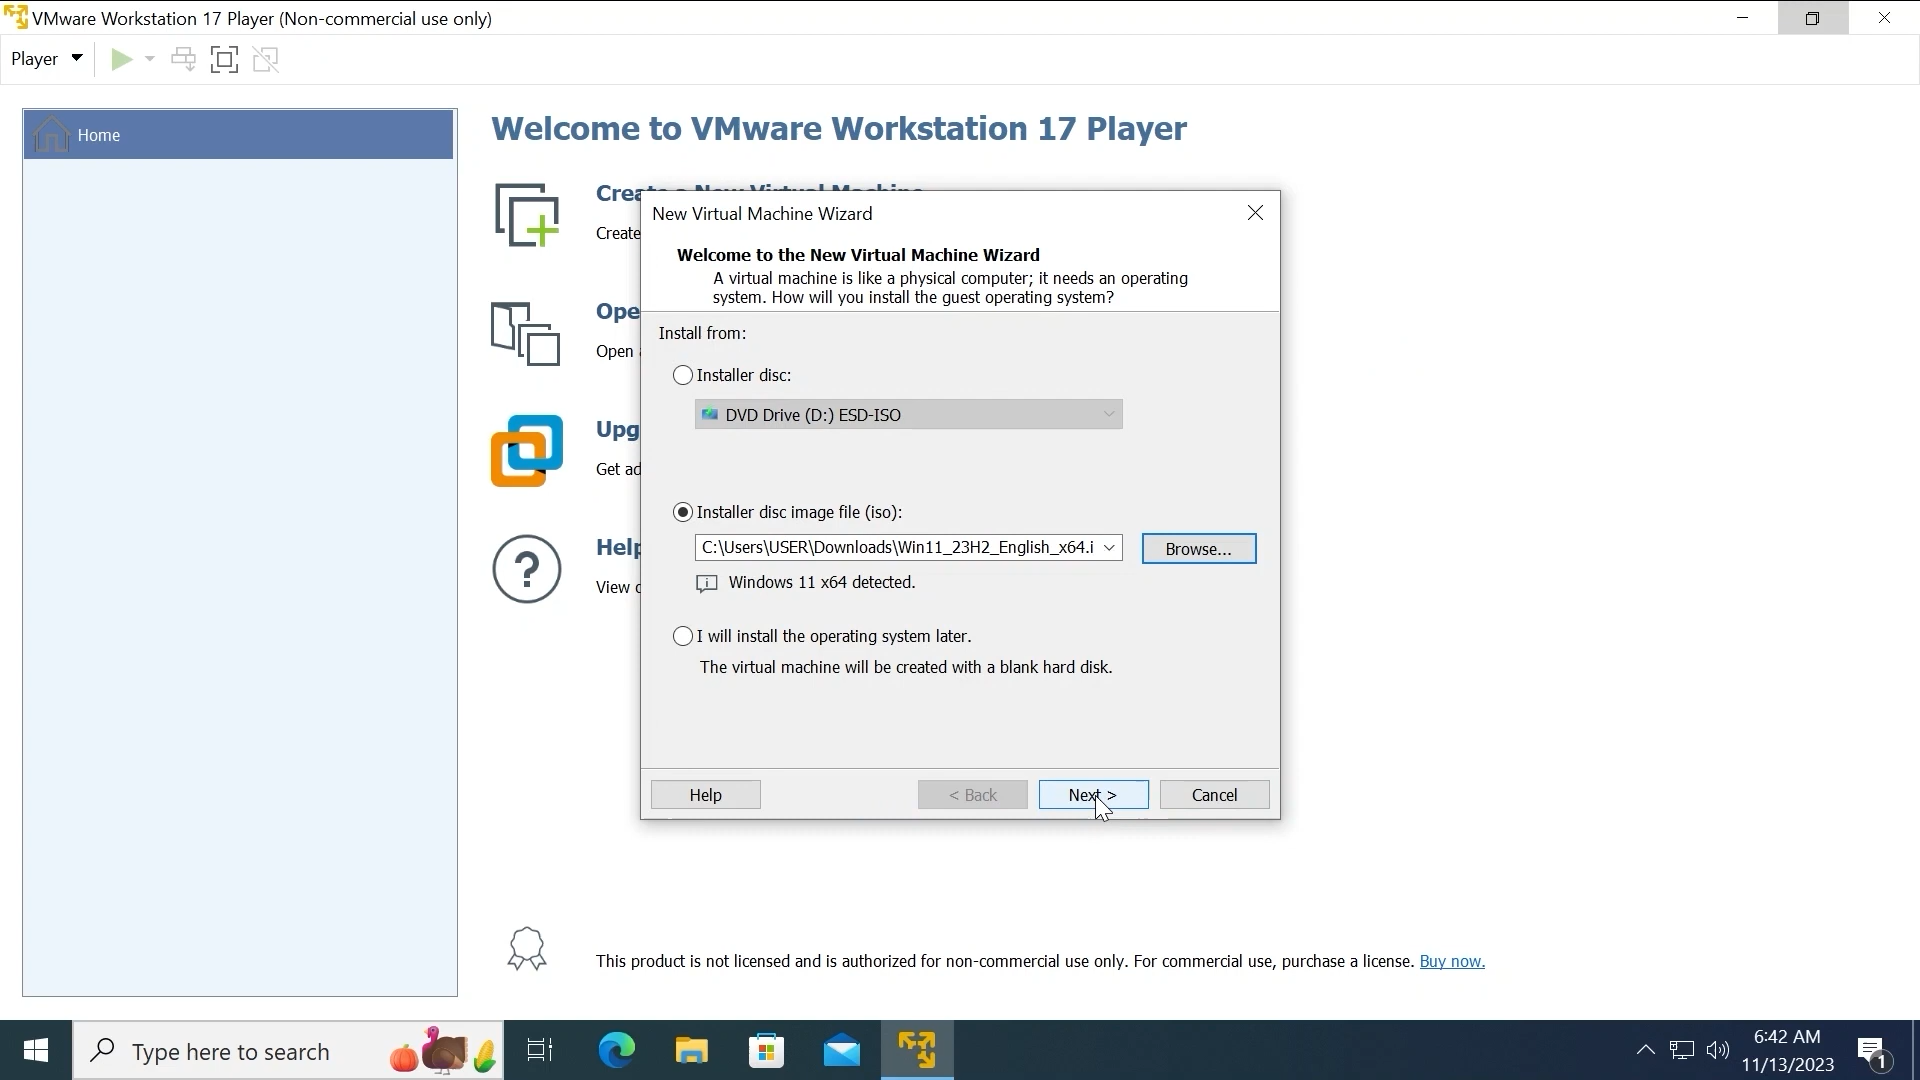 VMware Workstation 17 Player (Non-commercial use only)
Player
Home
Welcome to VMware Workstation 17 Player
Create a New Virtual Machine
Create
Ope
Open
Upg
Get ad
Help
View
New Virtual Machine Wizard
Welcome to the New Virtual Machine Wizard
A virtual machine is like a physical computer; it needs an operating
system. How will you install the guest operating system?
Install from:
Installer disc:
DVD Drive (D:) ESD-ISO
Installer disc image file (iso):
C:\Users\USER\Downloads\Win11_23H2_English_x64.i
Browse...
Windows 11 x64 detected.
I will install the operating system later.
The virtual machine will be created with a blank hard disk.
Help
< Back
Next >
Cancel
This product is not licensed and is authorized for non-commercial use only. For commercial use, purchase a license. Buy now.
Type here to search
6:42 AM
11/13/2023
1